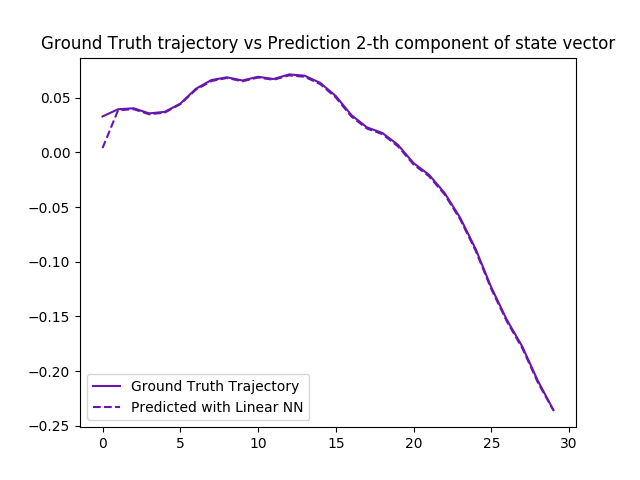 Ground Truth trajectory vs Prediction 2-th component of state vector
0.05
0.00
−0.05
−0.10
−0.15
−0.20
−0.25
Ground Truth Trajectory
Predicted with Linear NN
0 5 10 15 20 25 30